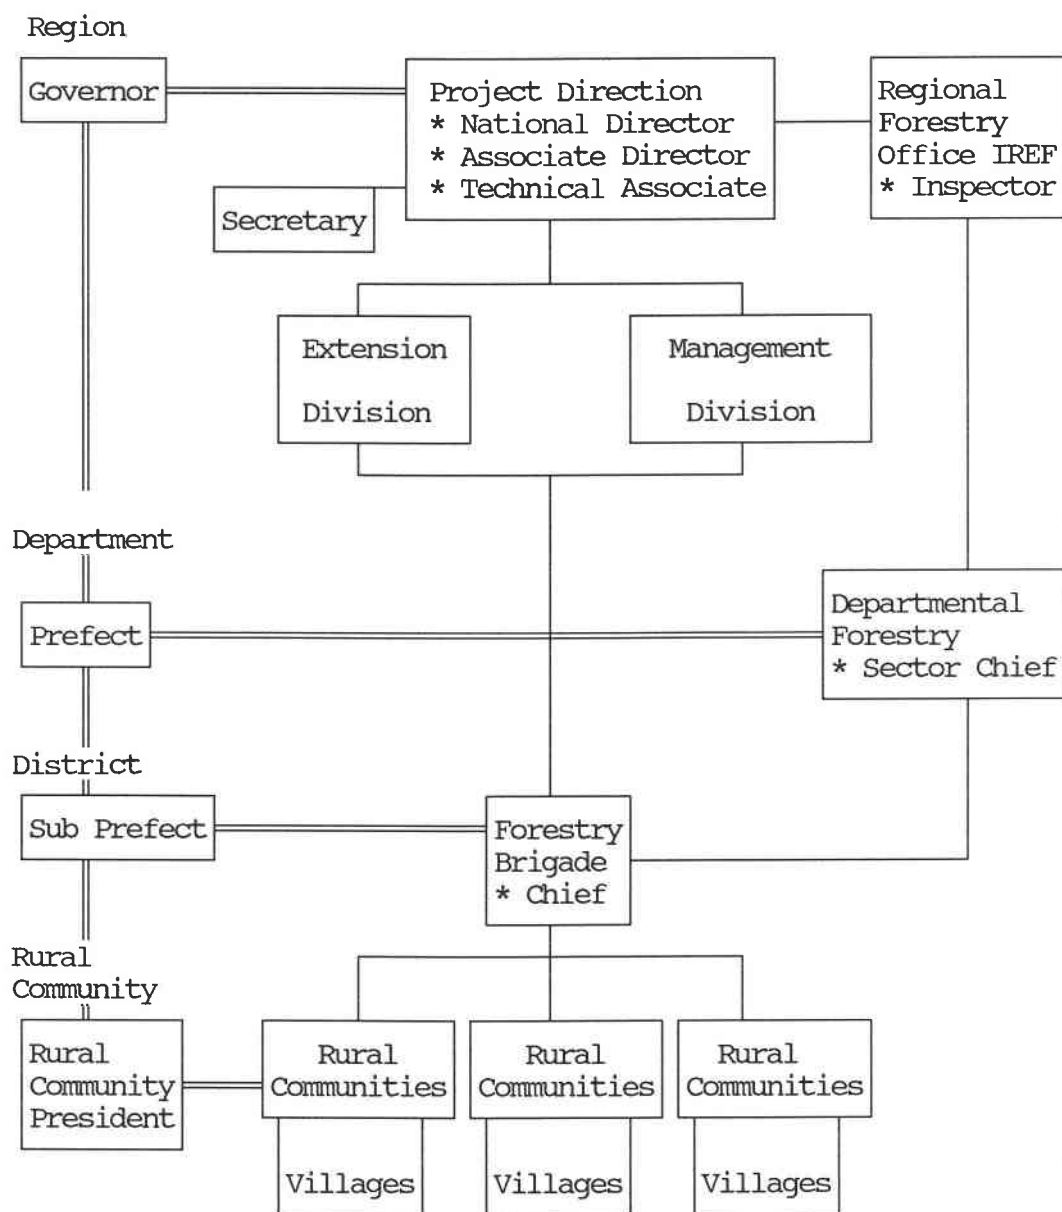 Region
Governor
Project Direction
* National Director
* Associate Director
* Technical Associate
Regional
Forestry
Office IREF
* Inspector
Secretary
Extension
Division
Management
Division
Department
Prefect
Departmental
Forestry
* Sector Chief
District
Sub Prefect
Forestry
Brigade
* Chief
Rural
Community
Rural
Community
President
Rural
Communities
Rural
Communities
Rural
Communities
Villages
Villages
Villages